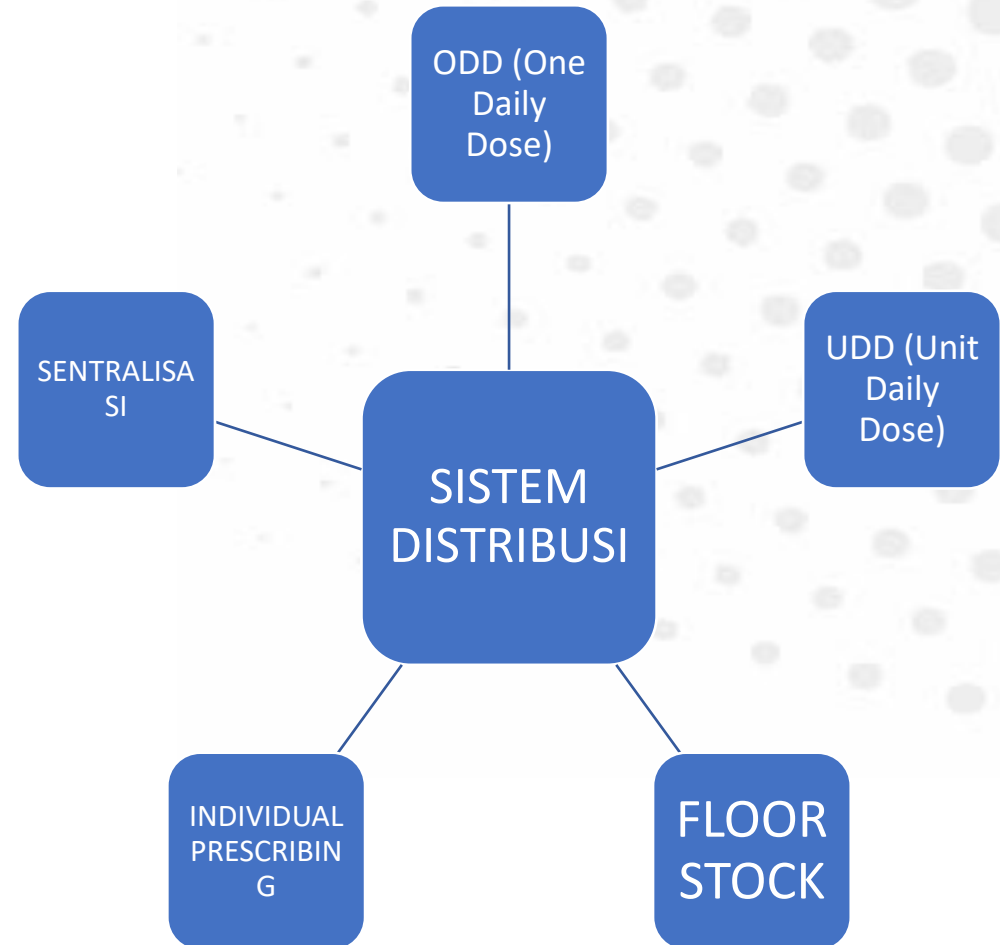 ODD (One
Daily
Dose)
UDD (Unit
Daily
Dose)
SENTRALISA
SI
SISTEM
DISTRIBUSI
INDIVIDUAL
PRESCRIBIN
G
FLOOR
STOCK